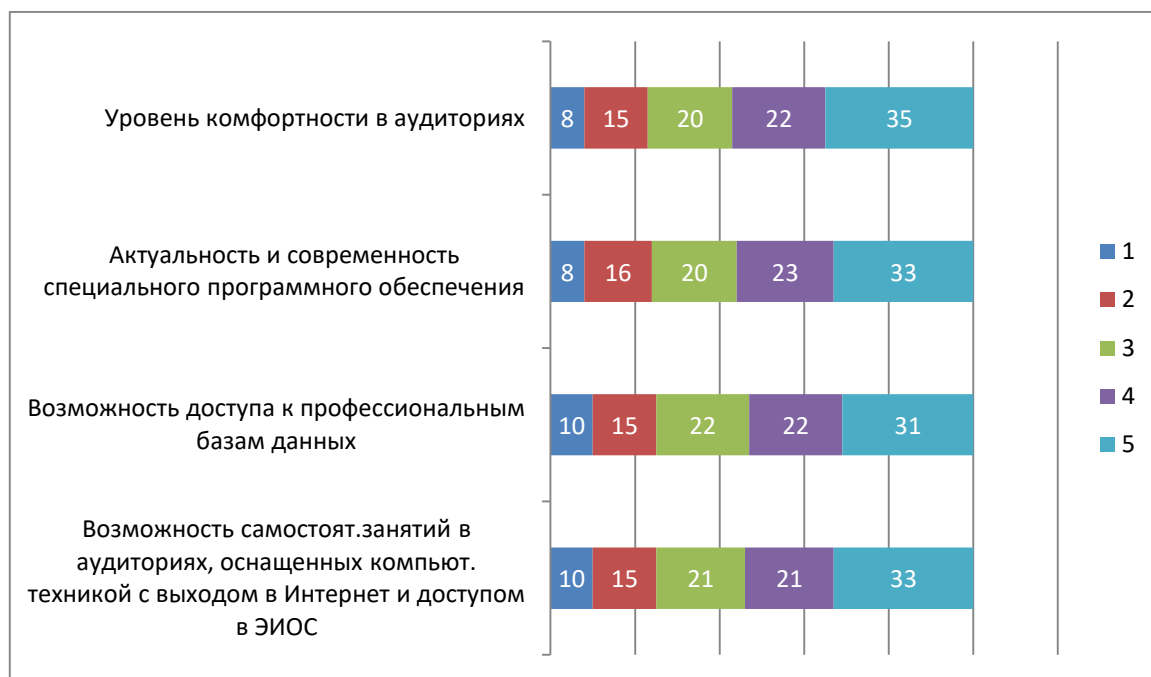 Уровень комфортности в аудиториях
8 15 20 22 35
Актуальность и современность
специального программного обеспечения
8 16 20 23 33
Возможность доступа к профессиональным
базам данных
10 15 22 22 31
Возможность самостоят.занятий в
аудиториях, оснащенных компьют.
техникой с выходом в Интернет и доступом
в ЭИОС
10 15 21 21 33
1
2
3
4
5